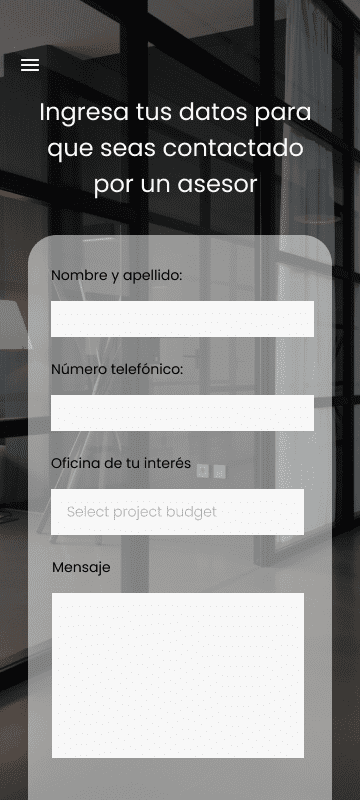 Ingresa tus datos para
que seas contactado
por un asesor
Nombre y apellido:
Número telefónico:
Oficina de tu interés
Select project budget
Mensaje